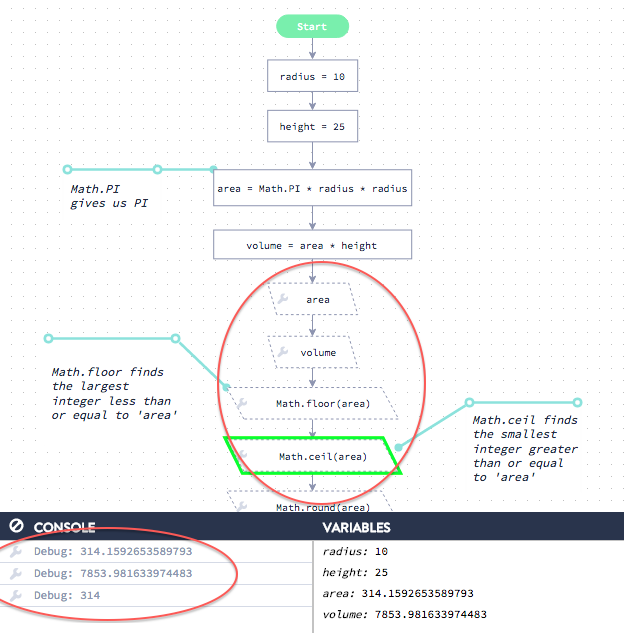 Start
radius = 10
height = 25
Math.PI
gives us PI
area = Math.PI * radius * radius
volume = area * height
area
volume
Math.floor finds
the largest
integer less than
or equal to 'area'
Math.floor(area)
Math.ceil(area)
Math.ceil finds
the smallest
integer greater
than or equal
to 'area'
Math.round(area)
CONSOLE
Debug: 314.1592653589793
Debug: 7853.981633974483
Debug: 314
VARIABLES
radius: 10
height: 25
area: 314.1592653589793
volume: 7853.981633974483